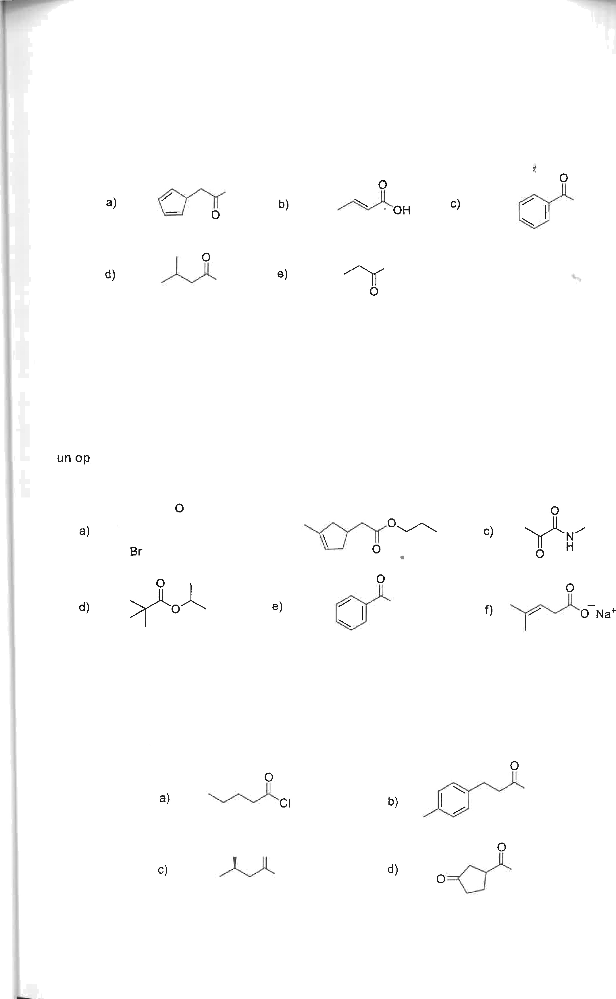 O
O
a) b) c)
OH
O
O
d) e)
O
un op
O O
O
a) c)
N
H
O
Br O
O O O
d) e) f)
O O⁻ Na⁺
O
O
a) b)
Cl
O
c) d)
O